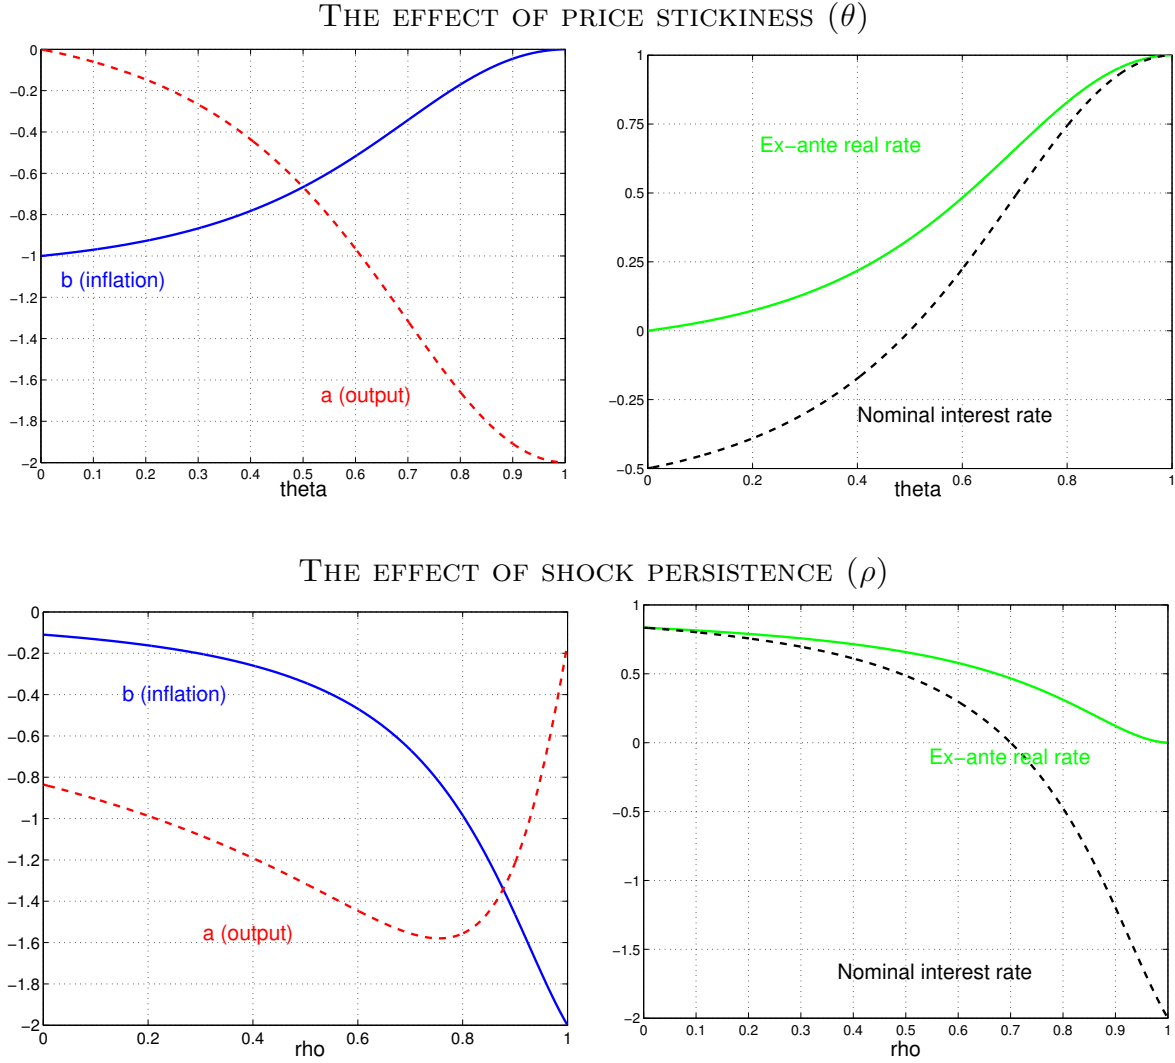 THE EFFECT OF PRICE STICKINESS (θ)
0
−0.2
−0.4
−0.6
−0.8
−1
−1.2
−1.4
−1.6
−1.8
−2
b (inflation)
a (output)
0 0.1 0.2 0.3 0.4 0.5 0.6 0.7 0.8 0.9 1
theta
1
0.75
0.5
0.25
0
−0.25
−0.5
Ex−ante real rate
Nominal interest rate
0 0.2 0.4 0.6 0.8 1
theta
THE EFFECT OF SHOCK PERSISTENCE (ρ)
0
−0.2
−0.4
−0.6
−0.8
−1
−1.2
−1.4
−1.6
−1.8
−2
b (inflation)
a (output)
0 0.2 0.4 0.6 0.8 1
rho
1
0.5
0
−0.5
−1
−1.5
−2
Ex−ante real rate
Nominal interest rate
0 0.1 0.2 0.3 0.4 0.5 0.6 0.7 0.8 0.9 1
rho